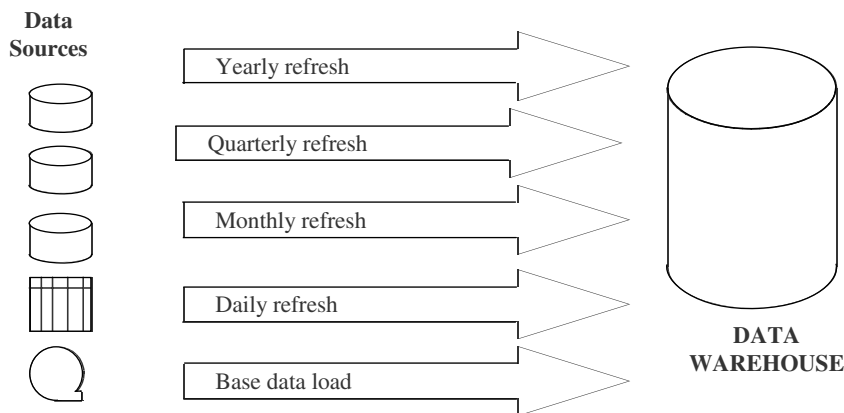 Data
Sources
Yearly refresh
Quarterly refresh
Monthly refresh
Daily refresh
Base data load
DATA
WAREHOUSE